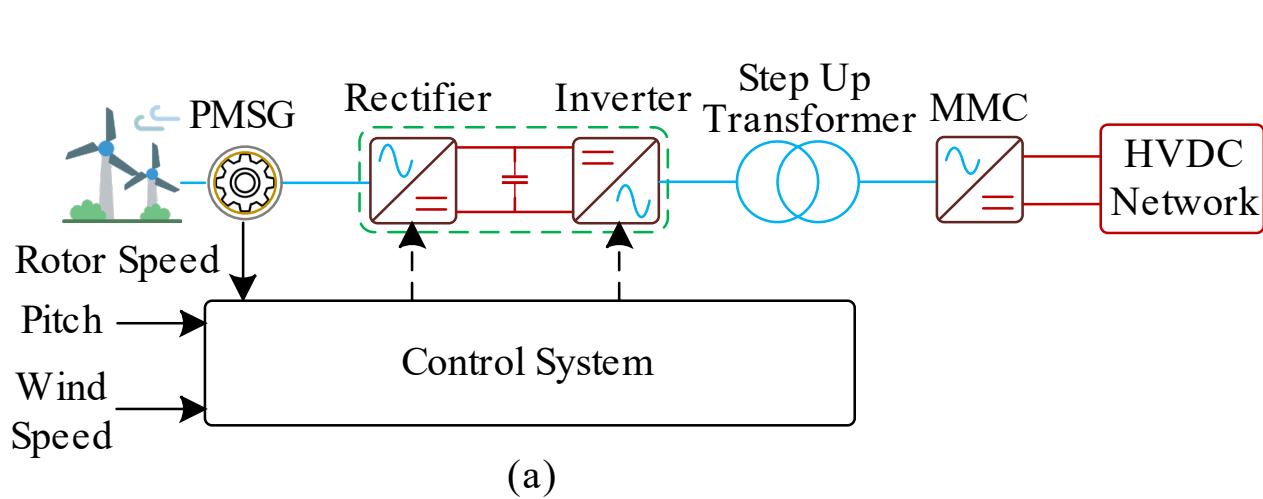 PMSG
Rectifier
Inverter
Step Up
Transformer
MMC
HVDC
Network
Rotor Speed
Pitch
Wind
Speed
Control System
(a)